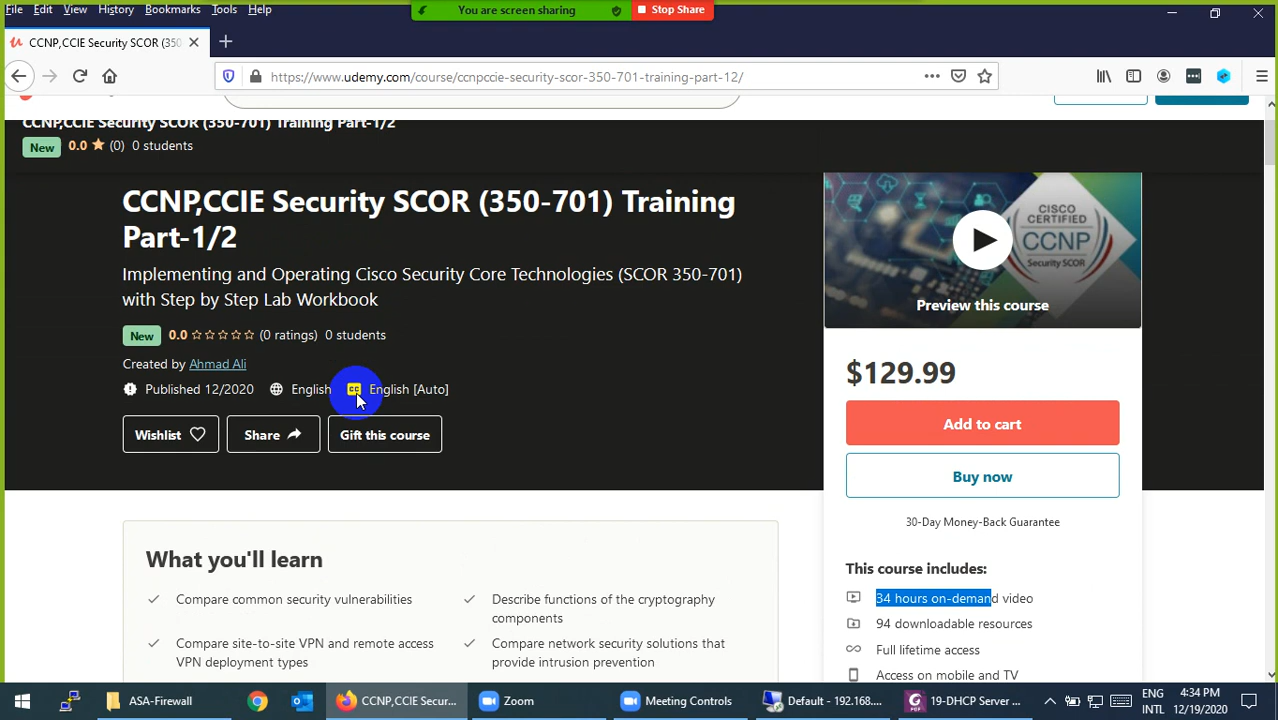 File Edit View History Bookmarks Tools Help
You are screen sharing
Stop Share
CCNP,CCIE Security SCOR (350
https://www.udemy.com/course/ccnpccie-security-scor-350-701-training-part-12/
CCNP,CCIE Security SCOR (350-701) Training Part-1/2
New 0.0 (0) 0 students
CCNP,CCIE Security SCOR (350-701) Training
Part-1/2
Implementing and Operating Cisco Security Core Technologies (SCOR 350-701)
with Step by Step Lab Workbook
New 0.0 (0 ratings) 0 students
Created by Ahmad Ali
Published 12/2020 English CC English [Auto]
Wishlist Share Gift this course
CISCO
CERTIFIED
CCNP
Security SCOR
Preview this course
$129.99
Add to cart
Buy now
30-Day Money-Back Guarantee
This course includes:
34 hours on-demand video
94 downloadable resources
Full lifetime access
Access on mobile and TV
What you'll learn
Compare common security vulnerabilities
Describe functions of the cryptography
components
Compare site-to-site VPN and remote access
VPN deployment types
Compare network security solutions that
provide intrusion prevention
ASA-Firewall
CCNP,CCIE Secur...
Zoom
Meeting Controls
Default - 192.168....
19-DHCP Server ...
ENG
INTL
4:34 PM
12/19/2020